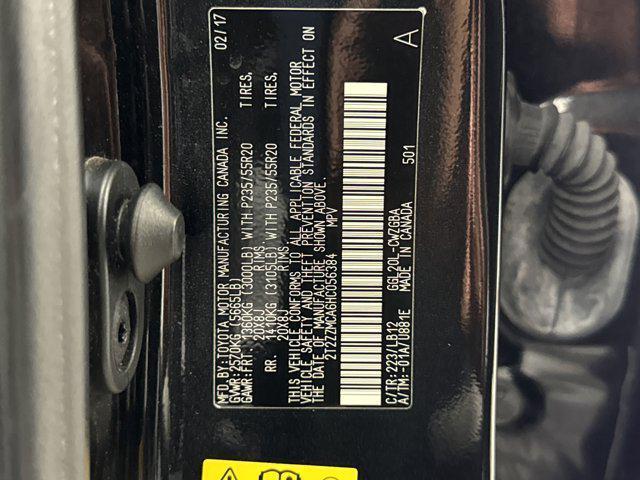 MFD.BY:TOYOTA MOTOR MANUFACTURING CANADA INC. 02/17
GVWR:2570KG (5665LB)
GAWR:FRT. 1360KG (3000LB) WITH P235/55R20 TIRES,
20X8J RIMS,
RR. 1410KG (3105LB) WITH P235/55R20 TIRES,
20X8J RIMS,
THIS VEHICLE CONFORMS TO ALL APPLICABLE FEDERAL MOTOR
VEHICLE SAFETY AND THEFT PREVENTION STANDARDS IN EFFECT ON
THE DATE OF MANUFACTURE SHOWN ABOVE.
2T2ZZMCA6HC056384 MPV
C/TR:223/LB12 GGL20L-CWZGBA
A/TM:-01A/U881E MADE IN CANADA 501
A